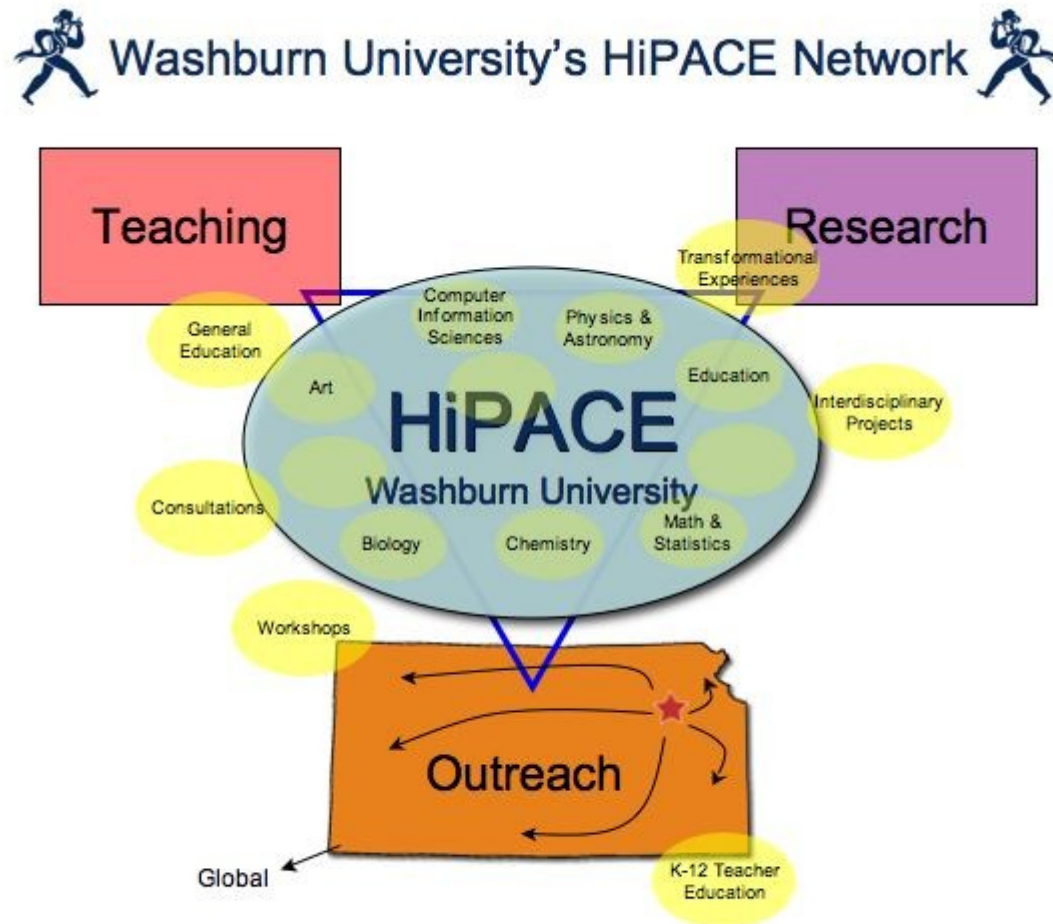 Washburn University's HiPACE Network
Teaching
Research
Transformational
Experiences
General
Education
Computer
Information
Sciences
Physics &
Astronomy
Art
Education
Interdisciplinary
Projects
HiPACE
Washburn University
Consultations
Biology
Chemistry
Math &
Statistics
Workshops
Outreach
Global
K-12 Teacher
Education